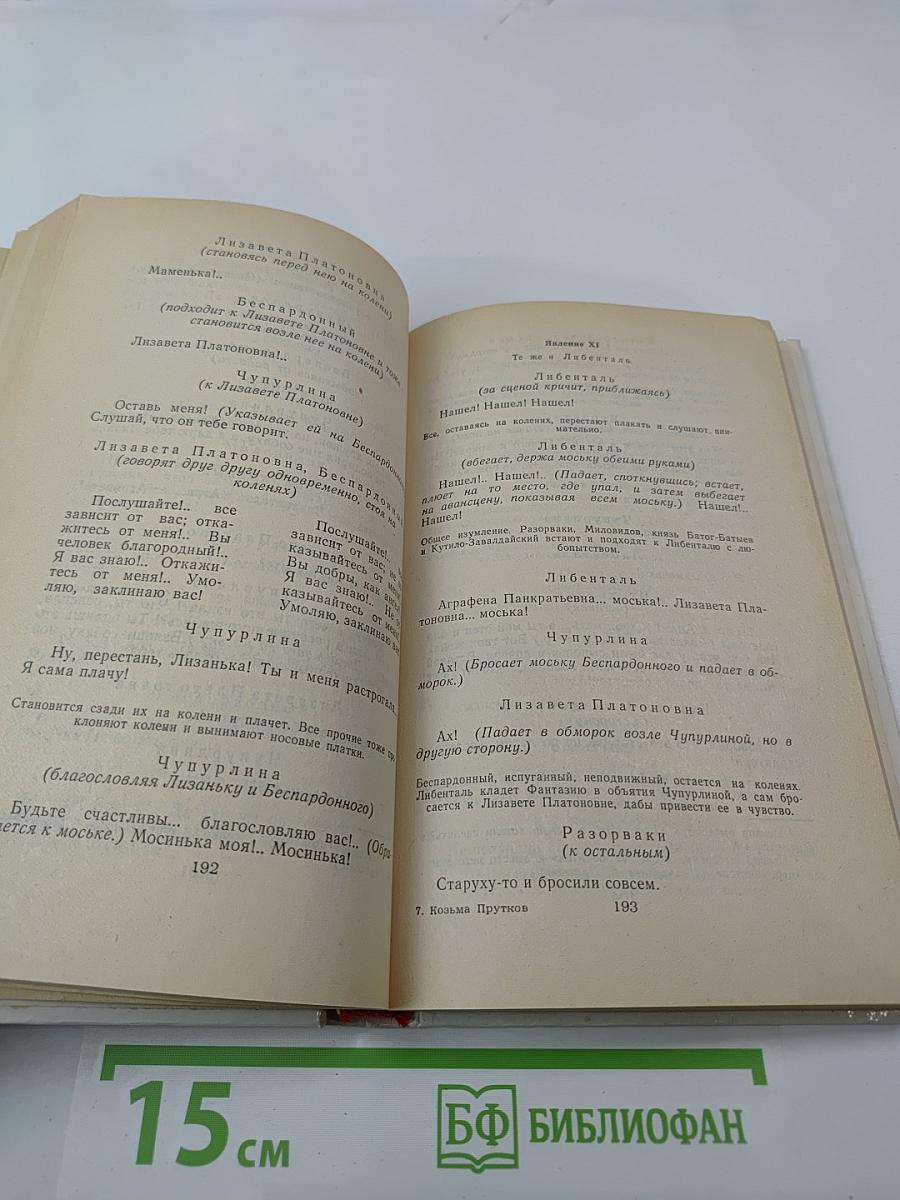 Лизавета Платоновна
(становясь перед нею на колени)
Маменька!..
Беспардонный
(подходит к Лизавете Платоновне и тоже
становится возле нее на колени)
Лизавета Платоновна!..
Чупурлина
(к Лизавете Платоновне)
Оставь меня! (Указывает ей на Беспардонного
Слушай, что он тебе говорит.
Лизавета Платоновна, Беспардонный
(говорят друг другу одновременно, стоя на
коленях)
Послушайте!.. все
зависит от вас; отка-
житесь от меня!.. Вы
человек благородный!..
Я вас знаю!.. Откажи-
тесь от меня!.. Умо-
ляю, заклинаю вас!
Послушайте!..
зависит от вас; не
казывайтесь от меня
Вы добры, как ангел
Я вас знаю!.. Не
казывайтесь от меня!
Умоляю, заклинаю вас
Чупурлина
Ну, перестань, Лизанька! Ты и меня растрогала
Я сама плачу!
Становится сзади их на колени и плачет. Все прочие тоже пре
клоняют колени и вынимают носовые платки.
Чупурлина
(благословляя Лизаньку и Беспардонного)
Будьте счастливы... благословляю вас!.. (Обра-
ется к моське.) Мосинька моя!.. Мосинька!
192
Явление XI
Те же и Либенталь
Либенталь
(за сценой кричит, приближаясь)
Нашел! Нашел! Нашел!
Все, оставаясь на коленях, перестают плакать и слушают вни-
мательно.
Либенталь
(вбегает, держа моську обеими руками)
Нашел!.. Нашел!.. (Падает, споткнувшись; встает,
плюет на то место, где упал, и затем выбегает
на авансцену, показывая всем моську.) Нашел!..
Нашел!
Общее изумление. Разорваки, Миловидов, князь Батог-Батыев
и Кутило-Завалдайский встают и подходят к Либенталю с лю-
бопытством.
Либенталь
Аграфена Панкратьевна... моська!.. Лизавета Пла-
тоновна... моська!
Чупурлина
Ах! (Бросает моську Беспардонного и падает в об-
морок.)
Лизавета Платоновна
Ах! (Падает в обморок возле Чупурлиной, но в
другую сторону.)
Беспардонный, испуганный, неподвижный, остается на коленях.
Либенталь кладет Фантазию в объятия Чупурлиной, а сам бро-
сается к Лизавете Платоновне, дабы привести ее в чувство.
Разорваки
(к остальным)
Старуху-то и бросили совсем.
7. Козьма Прутков
193
15 см
БФ БИБЛИОФАН